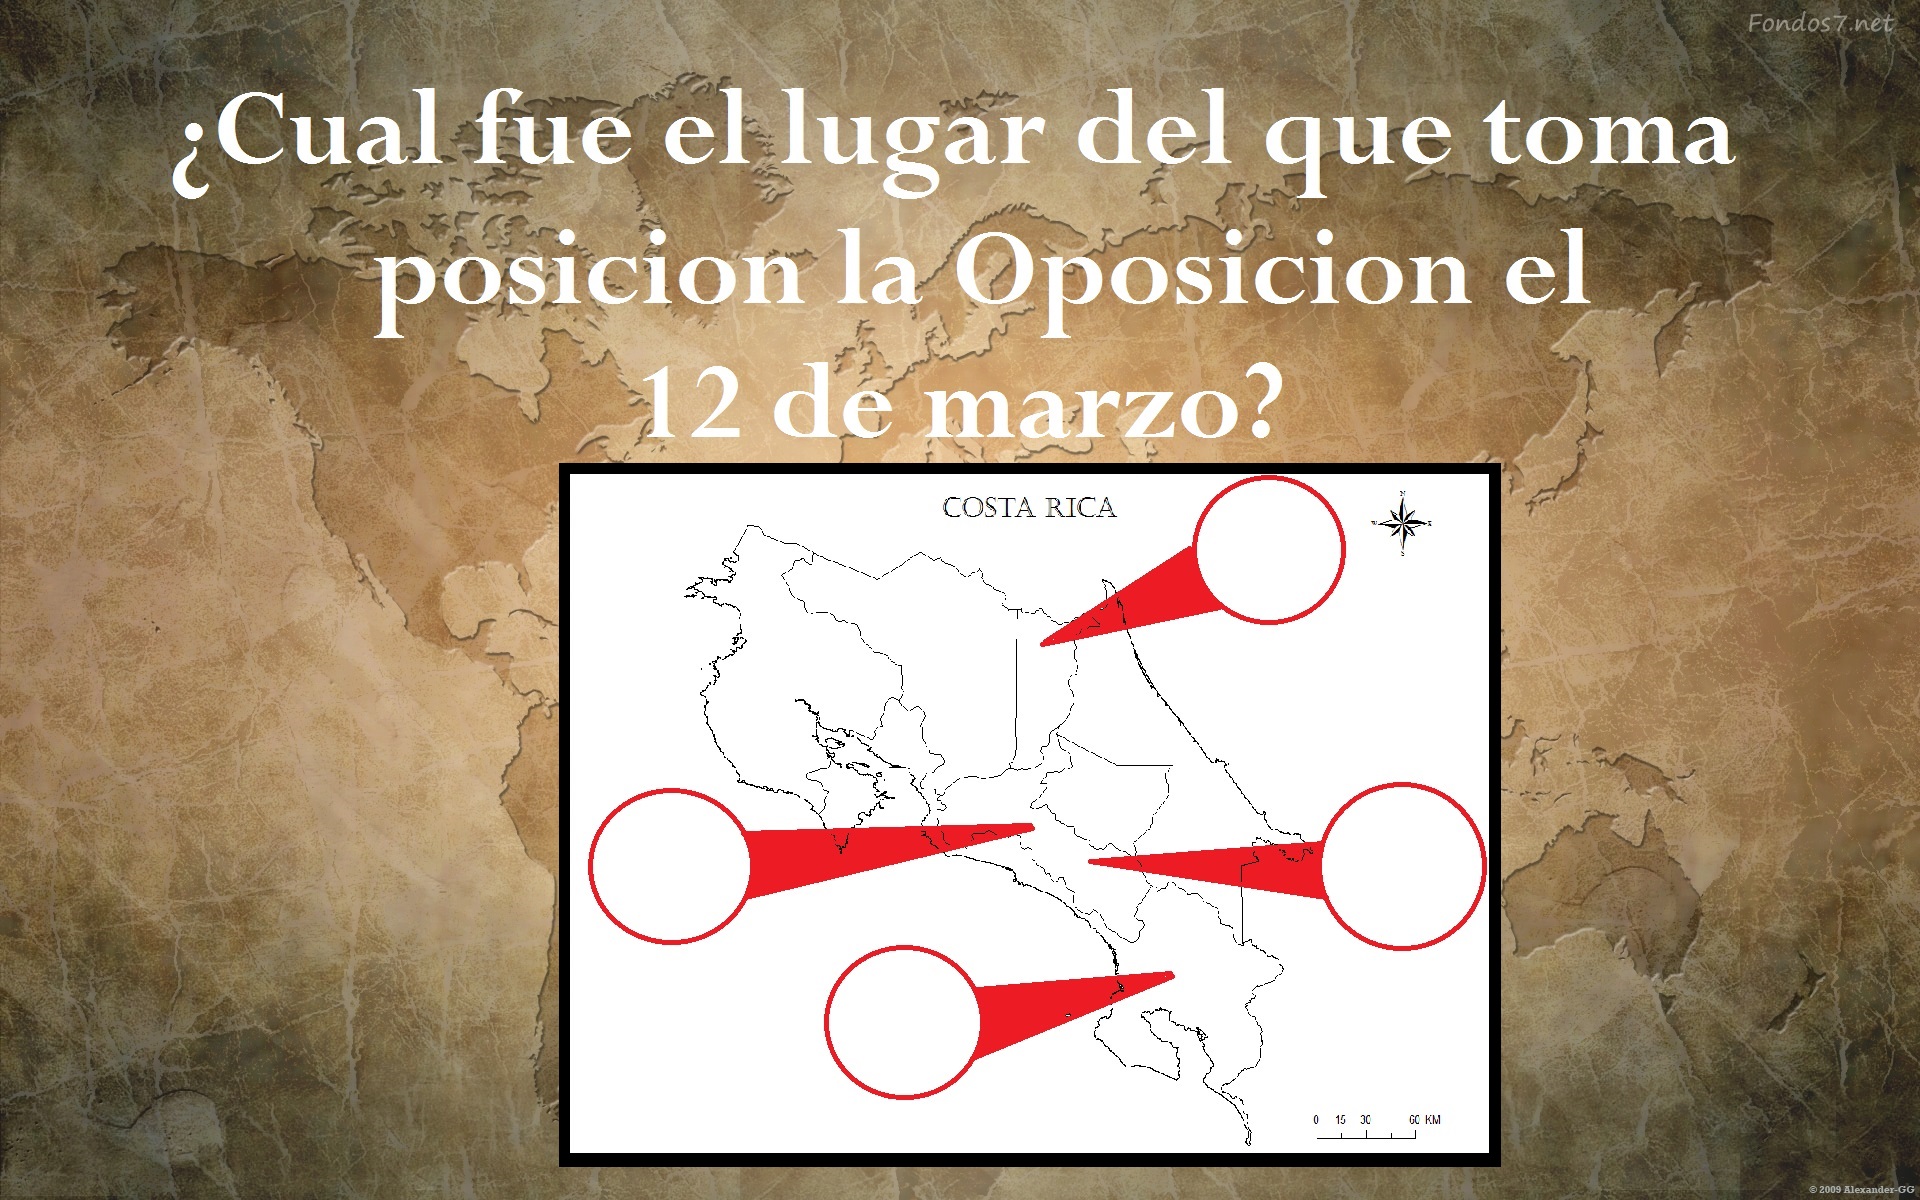 Fondos7.net
¿Cual fue el lugar del que toma
posicion la Oposicion el
12 de marzo?
COSTA RICA
N
W E
S
0 15 30 60 KM
© 2009 Alexander-GG